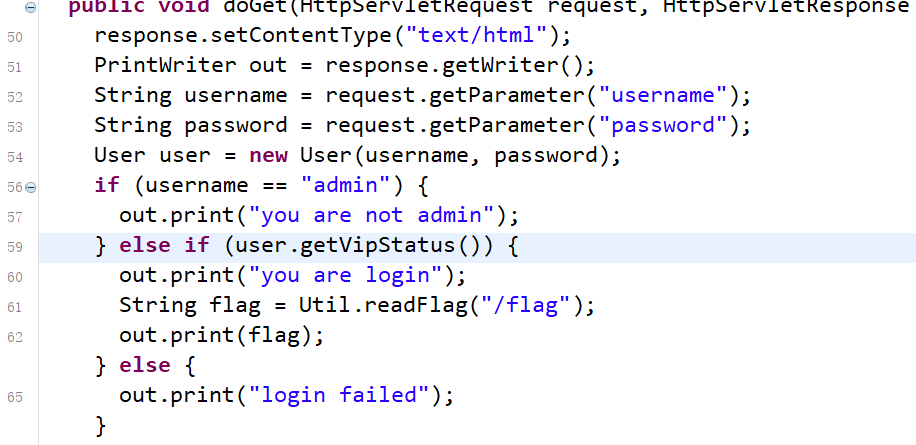 public void doGet(HttpServletRequest request, HttpServletResponse
50 response.setContentType("text/html");
51 PrintWriter out = response.getWriter();
52 String username = request.getParameter("username");
53 String password = request.getParameter("password");
54 User user = new User(username, password);
56 if (username == "admin") {
57 out.print("you are not admin");
59 } else if (user.getVipStatus()) {
60 out.print("you are login");
61 String flag = Util.readFlag("/flag");
62 out.print(flag);
} else {
65 out.print("login failed");
}